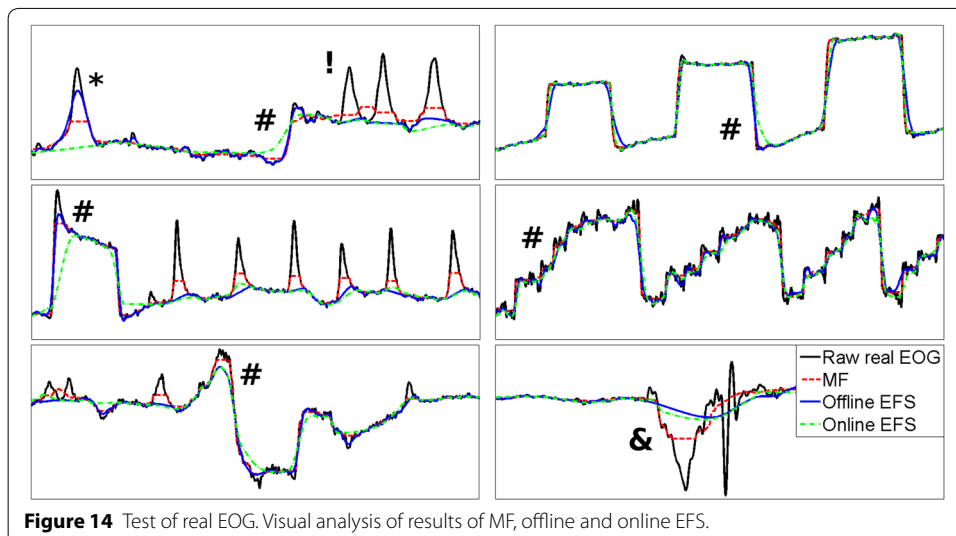 *
!
#
#
#
#
#
&
Raw real EOG
MF
Offline EFS
Online EFS
Figure 14 Test of real EOG. Visual analysis of results of MF, offline and online EFS.